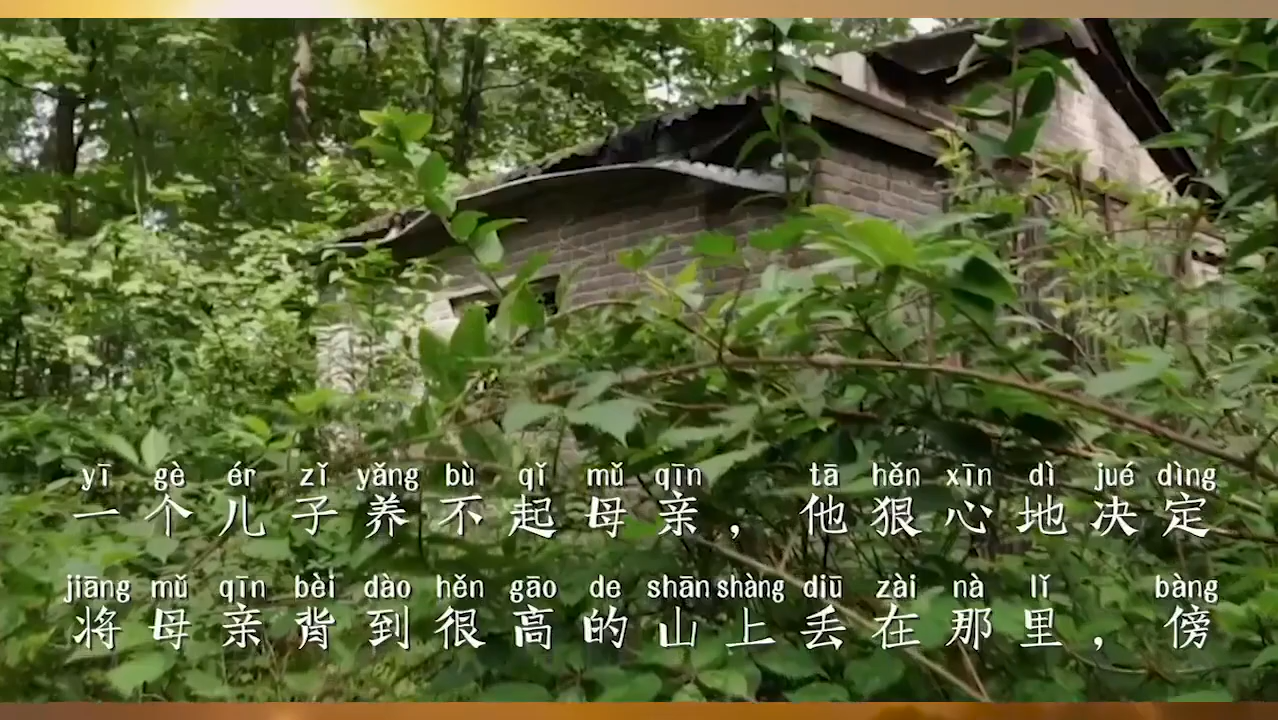 yī gè ér zǐ yǎng bù qǐ mǔ qīn tā hěn xīn dì jué dìng
一个儿子养不起母亲，他狠心地决定
jiāng mǔ qīn bèi dào hěn gāo de shān shàng diū zài nà lǐ bàng
将母亲背到很高的山上丢在那里，傍